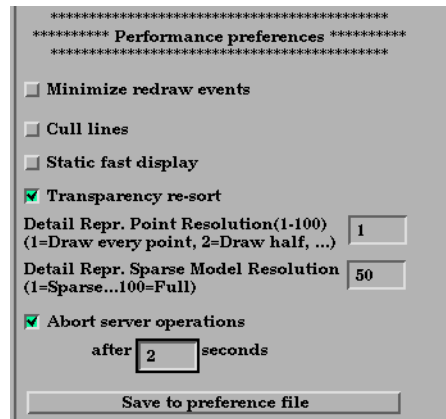 ******************************************
********** Performance preferences **********
******************************************
Minimize redraw events
Cull lines
Static fast display
Transparency re-sort
Detail Repr. Point Resolution(1-100)
(1=Draw every point, 2=Draw half, ...)
1
Detail Repr. Sparse Model Resolution
(1=Sparse...100=Full)
50
Abort server operations
after 2 seconds
Save to preference file